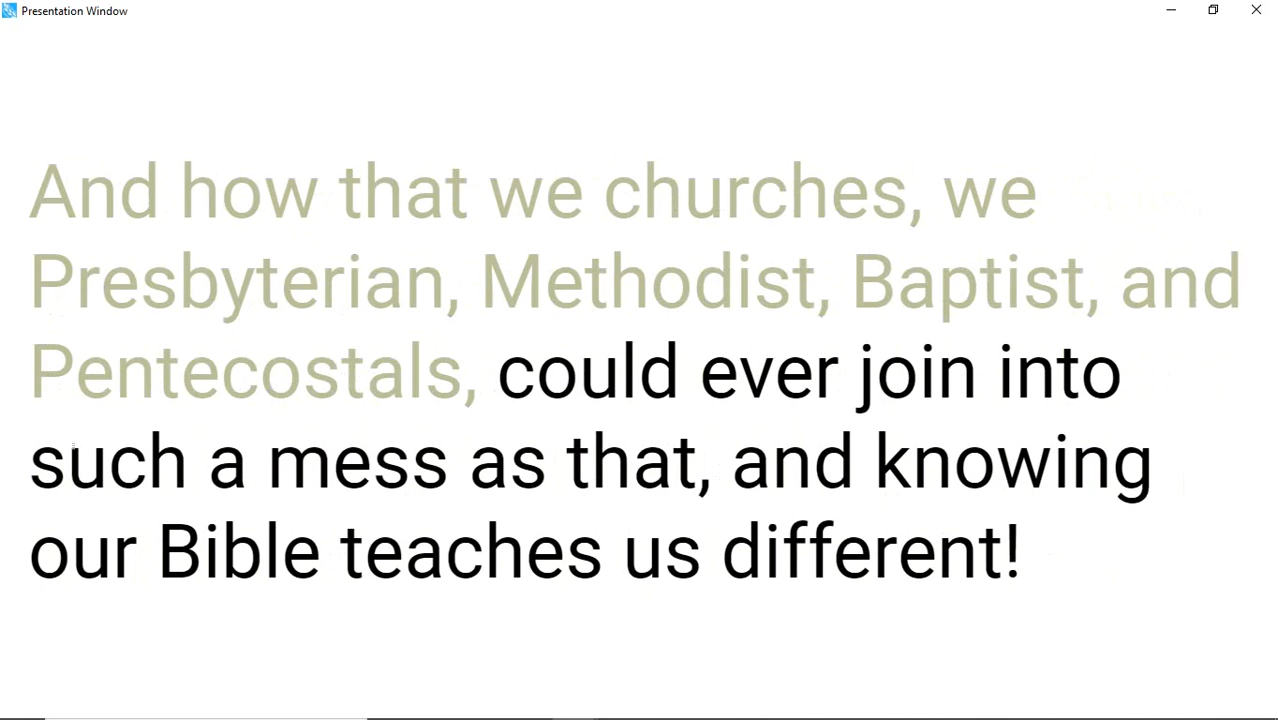 Presentation Window
And how that we churches, we
Presbyterian, Methodist, Baptist, and
Pentecostals, could ever join into
such a mess as that, and knowing
our Bible teaches us different!